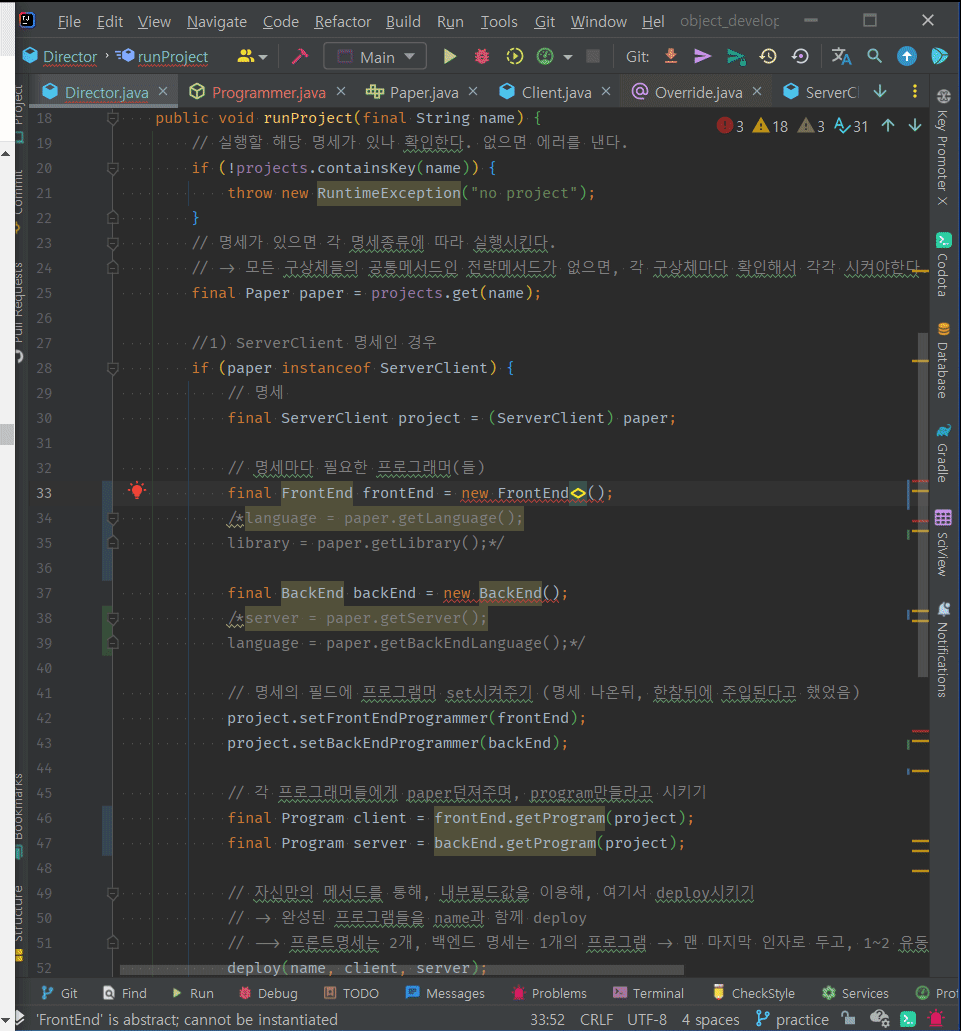 File Edit View Navigate Code Refactor Build Run Tools Git Window Hel object_develop
Director runProject Main Git:
Director.java Programmer.java Paper.java Client.java Override.java ServerCl
18 public void runProject(final String name) { 3 18 3 31
19 // 실행할 해당 명세가 있나 확인한다. 없으면 에러를 낸다.
20 if (!projects.containsKey(name)) {
21 throw new RuntimeException("no project");
22 }
23 // 명세가 있으면 각 명세종류에 따라 실행시킨다.
24 // → 모든 구상체들의 공통메서드인 전략메서드가 없으면, 각 구상체마다 확인해서 각각 시켜야한다
25 final Paper paper = projects.get(name);
26
27 //1) ServerClient 명세인 경우
28 if (paper instanceof ServerClient) {
29 // 명세
30 final ServerClient project = (ServerClient) paper;
31
32 // 명세마다 필요한 프로그래머(들)
33 final FrontEnd frontEnd = new FrontEnd<>();
34 /*language = paper.getLanguage();
35 library = paper.getLibrary();*/
36
37 final BackEnd backEnd = new BackEnd();
38 /*server = paper.getServer();
39 language = paper.getBackEndLanguage();*/
40
41 // 명세의 필드에 프로그램머 set시켜주기 (명세 나온뒤, 한참뒤에 주입된다고 했었음)
42 project.setFrontEndProgrammer(frontEnd);
43 project.setBackEndProgrammer(backEnd);
44
45 // 각 프로그래머들에게 paper던져주며, program만들라고 시키기
46 final Program client = frontEnd.getProgram(project);
47 final Program server = backEnd.getProgram(project);
48
49 // 자신만의 메서드를 통해, 내부필드값을 이용해, 여기서 deploy시키기
50 // → 완성된 프로그램들을 name과 함께 deploy
51 // ⟶ 프론트명세는 2개, 백엔드 명세는 1개의 프로그램 → 맨 마지막 인자로 두고, 1~2 유동
52 deploy(name, client, server);
Project
Commit
Pull Requests
Bookmarks
Structure
Key Promoter X
Codota
Database
Gradle
SciView
Notifications
Git Find Run Debug TODO Messages Problems Terminal CheckStyle Services Prof
'FrontEnd' is abstract; cannot be instantiated 33:52 CRLF UTF-8 4 spaces practice